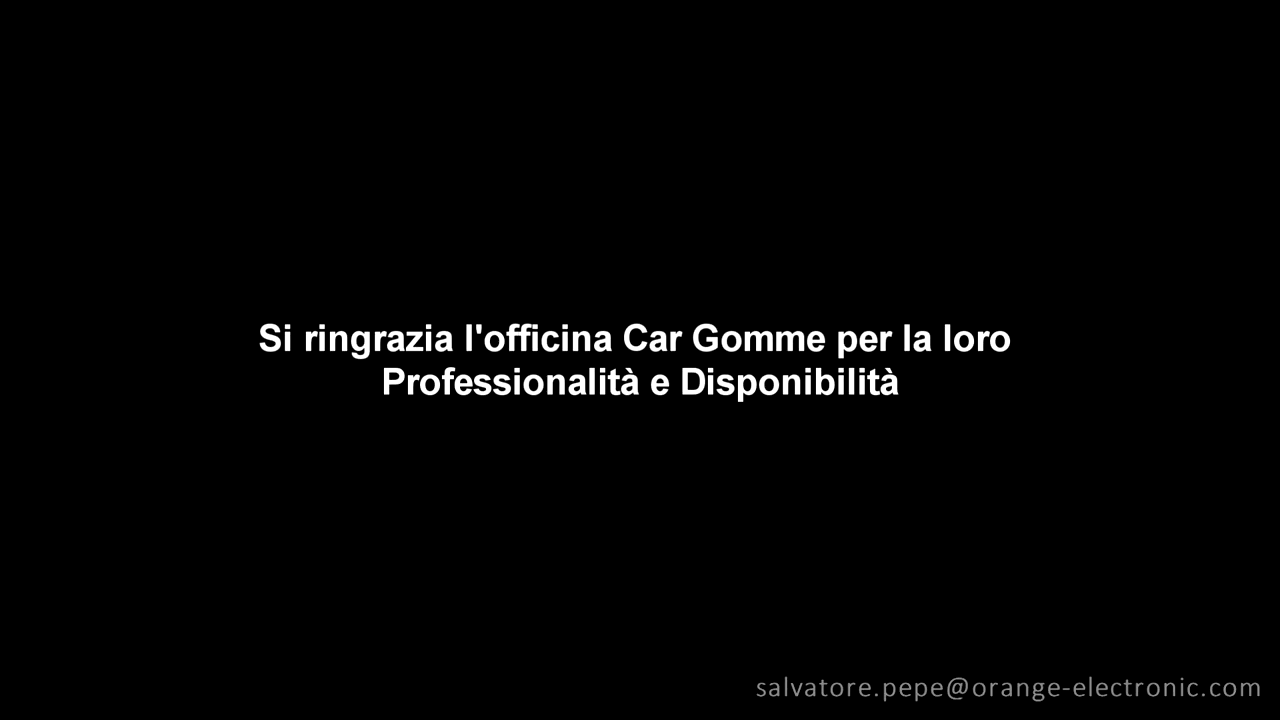 Si ringrazia l'officina Car Gomme per la loro
Professionalità e Disponibilità
salvatore.pepe@orange-electronic.com